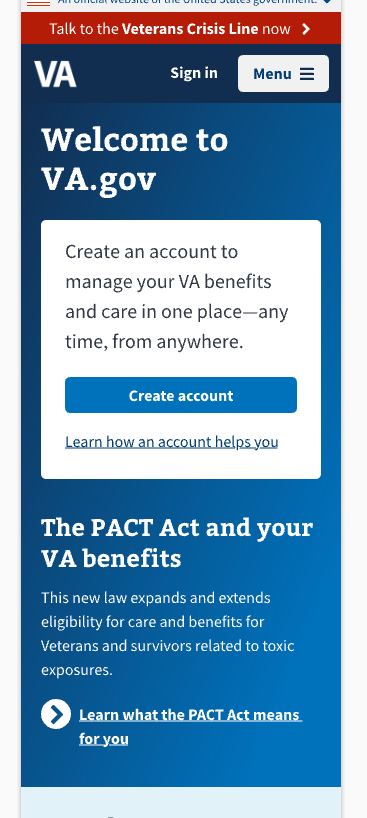 An official website of the United States government.
Talk to the Veterans Crisis Line now
VA
Sign in
Menu
Welcome to
VA.gov
Create an account to
manage your VA benefits
and care in one place—any
time, from anywhere.
Create account
Learn how an account helps you
The PACT Act and your
VA benefits
This new law expands and extends
eligibility for care and benefits for
Veterans and survivors related to toxic
exposures.
Learn what the PACT Act means
for you